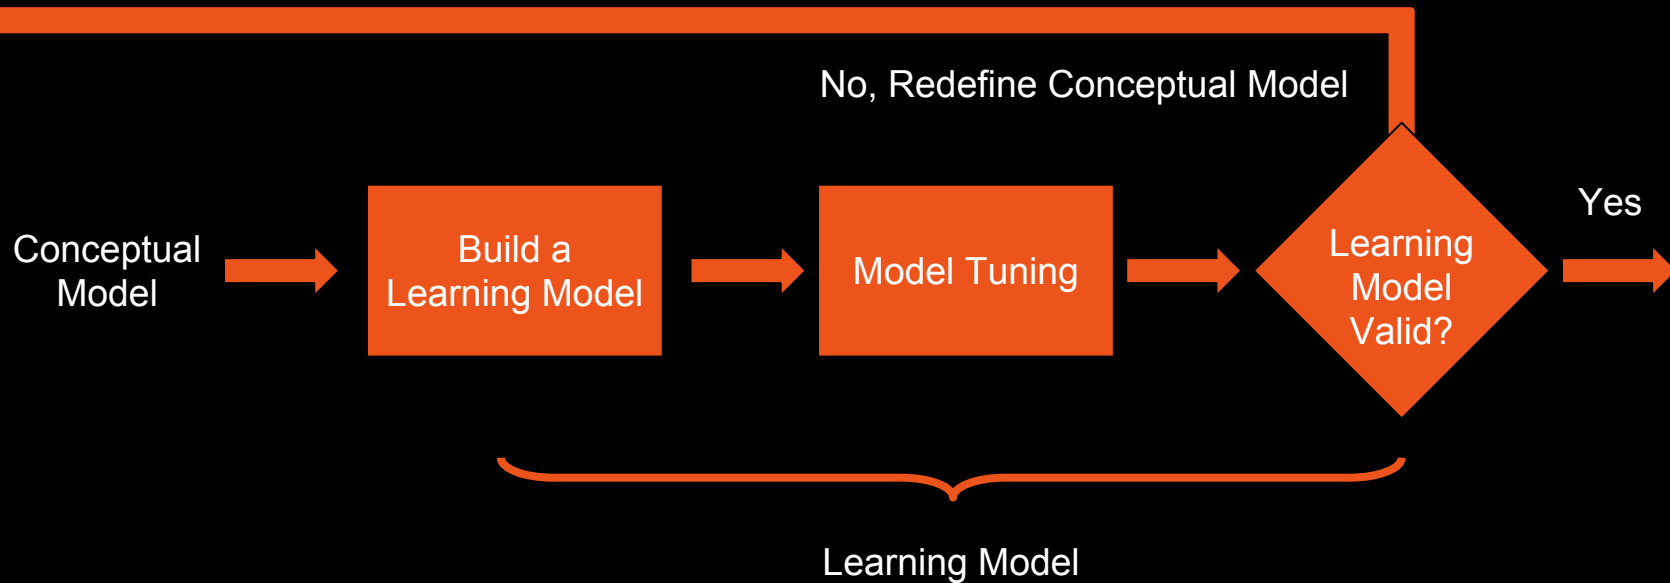 No, Redefine Conceptual Model
Conceptual
Model
Build a
Learning Model
Model Tuning
Learning
Model
Valid?
Yes
Learning Model